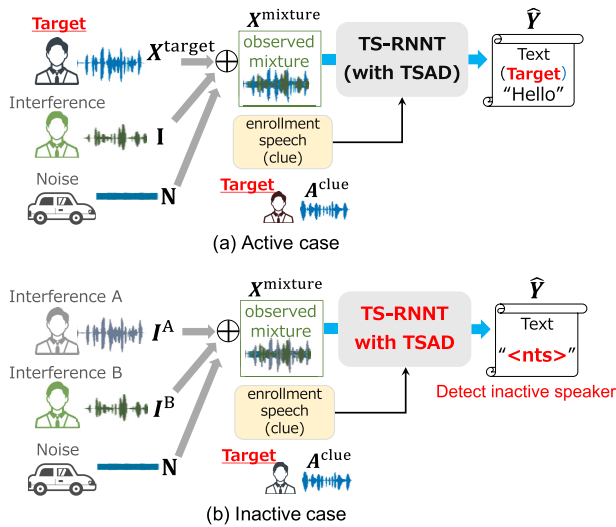 Target
X^target
X^mixture
observed
mixture
TS-RNNT
(with TSAD)
Ŷ
Text
(Target)
“Hello”
Interference
I
Noise
N
enrollment
speech
(clue)
Target
A^clue
(a) Active case
Interference A
I^A
X^mixture
observed
mixture
TS-RNNT
with TSAD
Ŷ
Text
“<nts>”
Detect inactive speaker
Interference B
I^B
Noise
N
enrollment
speech
(clue)
Target
A^clue
(b) Inactive case